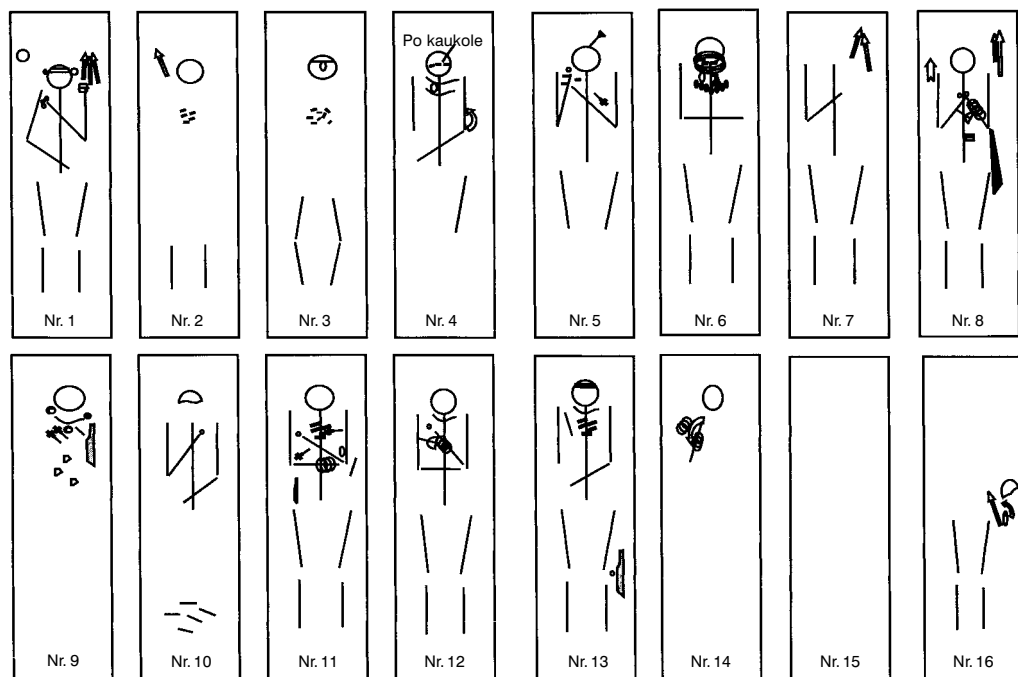 Po kaukole
Nr. 1
Nr. 2
Nr. 3
Nr. 4
Nr. 5
Nr. 6
Nr. 7
Nr. 8
Nr. 9
Nr. 10
Nr. 11
Nr. 12
Nr. 13
Nr. 14
Nr. 15
Nr. 16